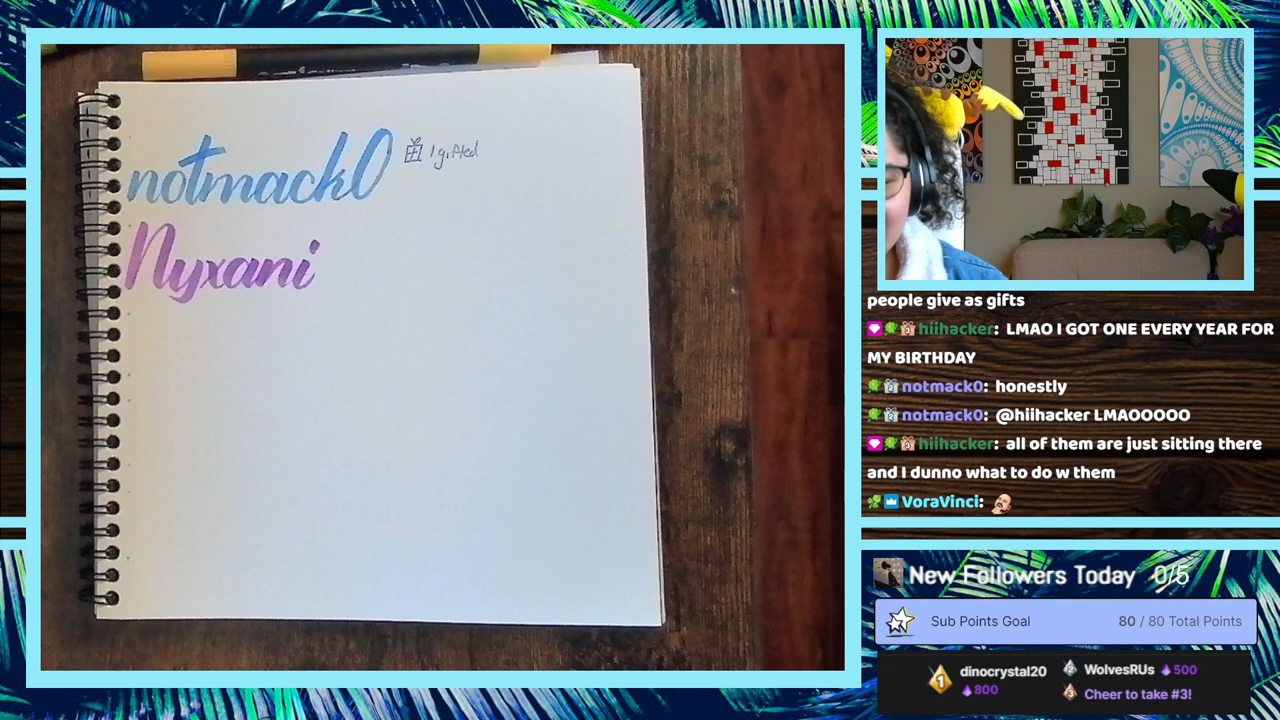 notmack0 1 gifted
Nyxani
people give as gifts
hiihacker: LMAO I GOT ONE EVERY YEAR FOR
MY BIRTHDAY
notmack0: honestly
notmack0: @hiihacker LMAOOOOO
hiihacker: all of them are just sitting there
and I dunno what to do w them
VoraVinci:
New Followers Today 0/5
Sub Points Goal 80 / 80 Total Points
1 dinocrystal20 800
2 WolvesRUs 500
3 Cheer to take #3!